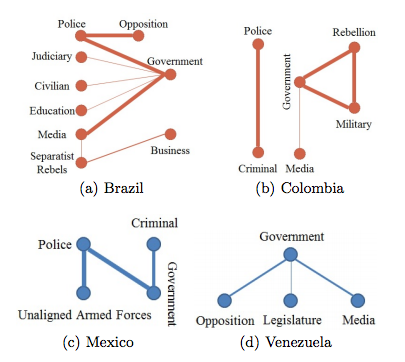 Police Opposition
Judiciary
Government
Civilian
Education
Media
Separatist
Rebels
Business
(a) Brazil
Police
Rebellion
Government
Military
Criminal Media
(b) Colombia
Criminal
Police
Government
Unaligned Armed Forces
(c) Mexico
Government
Opposition Legislature Media
(d) Venezuela